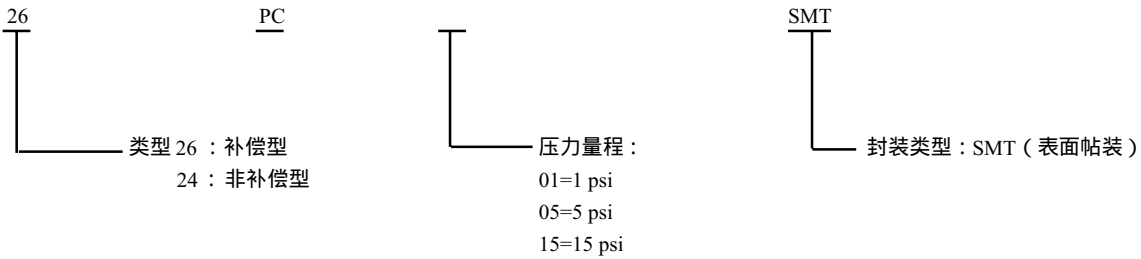 26 PC SMT
类型 26 ：补偿型
24 ：非补偿型
压力量程：
01=1 psi
05=5 psi
15=15 psi
封装类型：SMT（表面帖装）